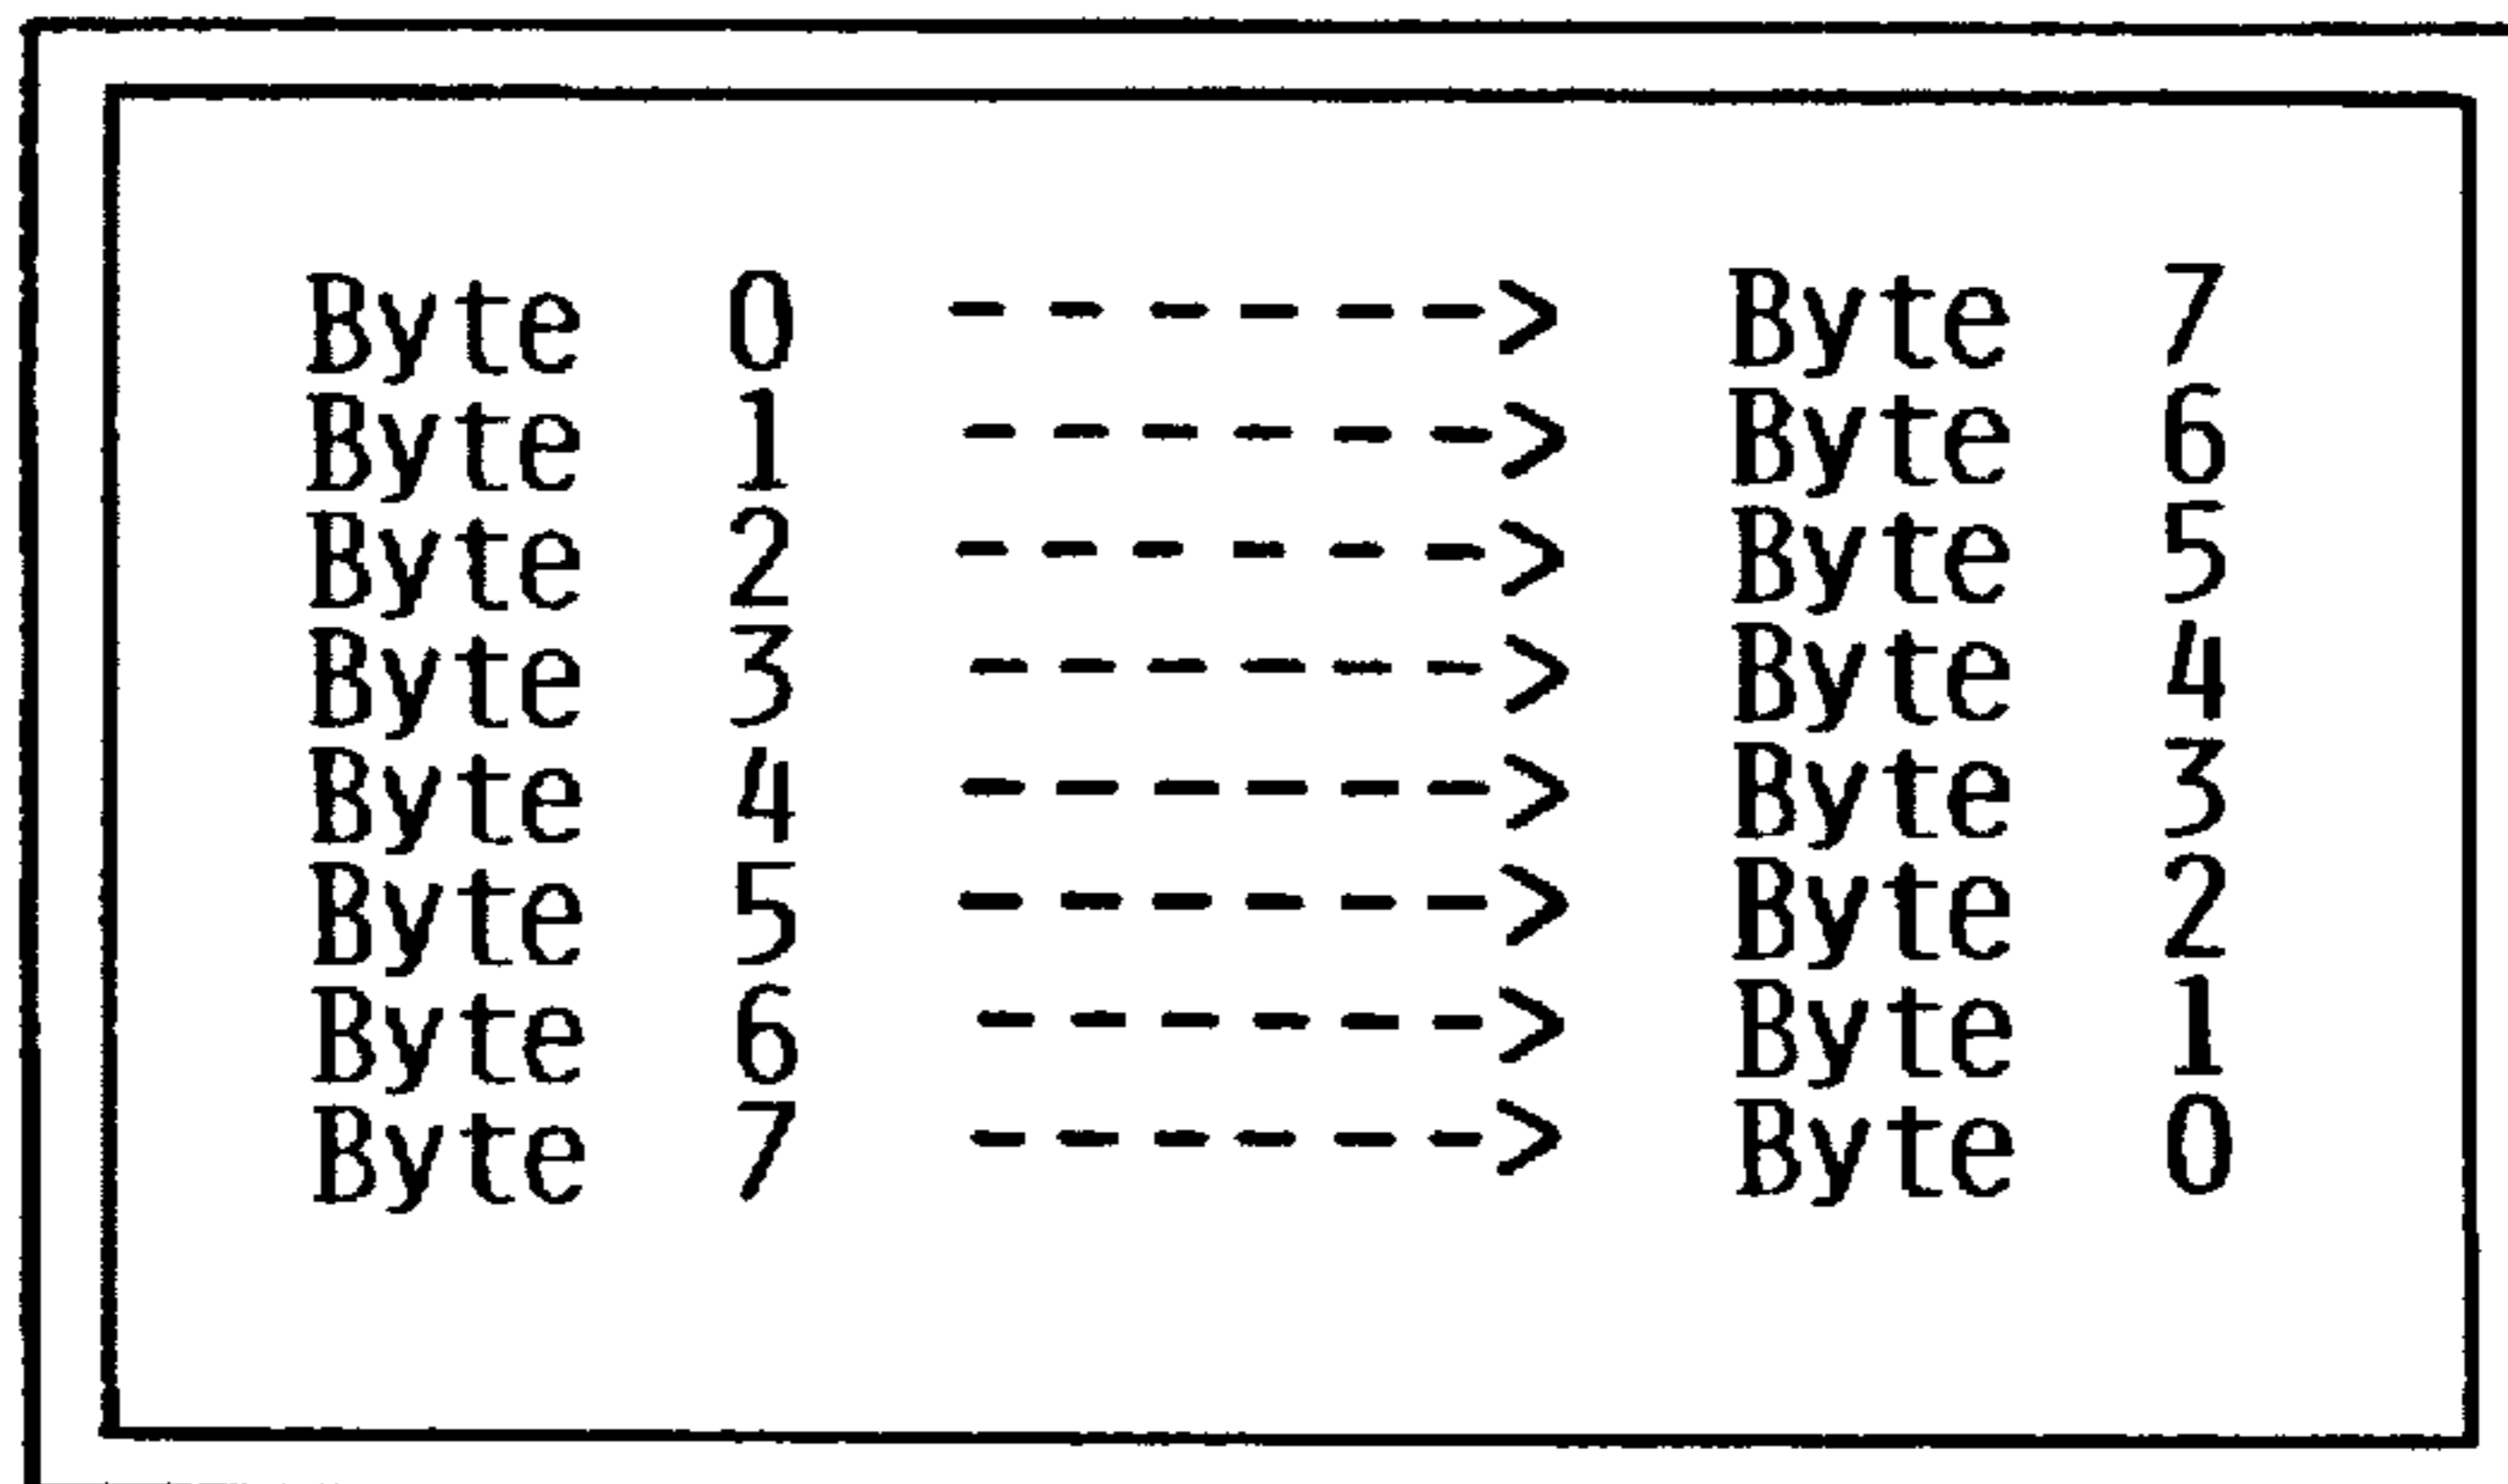 Byte 0 ------> Byte 7
Byte 1 ------> Byte 6
Byte 2 ------> Byte 5
Byte 3 ------> Byte 4
Byte 4 ------> Byte 3
Byte 5 ------> Byte 2
Byte 6 ------> Byte 1
Byte 7 ------> Byte 0